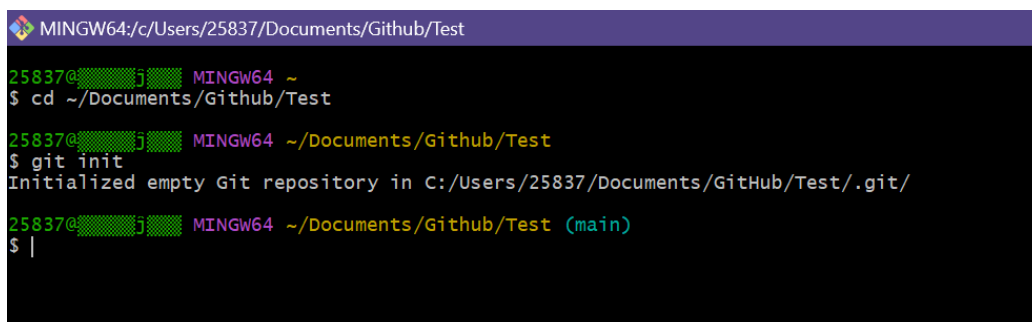 MINGW64:/c/Users/25837/Documents/Github/Test
25837@▒▒▒▒▒j▒▒▒ MINGW64 ~
$ cd ~/Documents/Github/Test
25837@▒▒▒▒▒j▒▒▒ MINGW64 ~/Documents/Github/Test
$ git init
Initialized empty Git repository in C:/Users/25837/Documents/GitHub/Test/.git/
25837@▒▒▒▒▒j▒▒▒ MINGW64 ~/Documents/Github/Test (main)
$